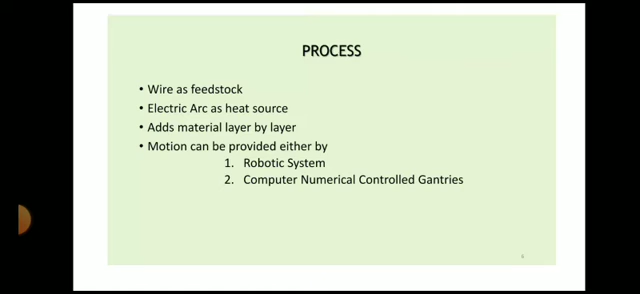 PROCESS
• Wire as feedstock
• Electric Arc as heat source
• Adds material layer by layer
• Motion can be provided either by
1. Robotic System
2. Computer Numerical Controlled Gantries